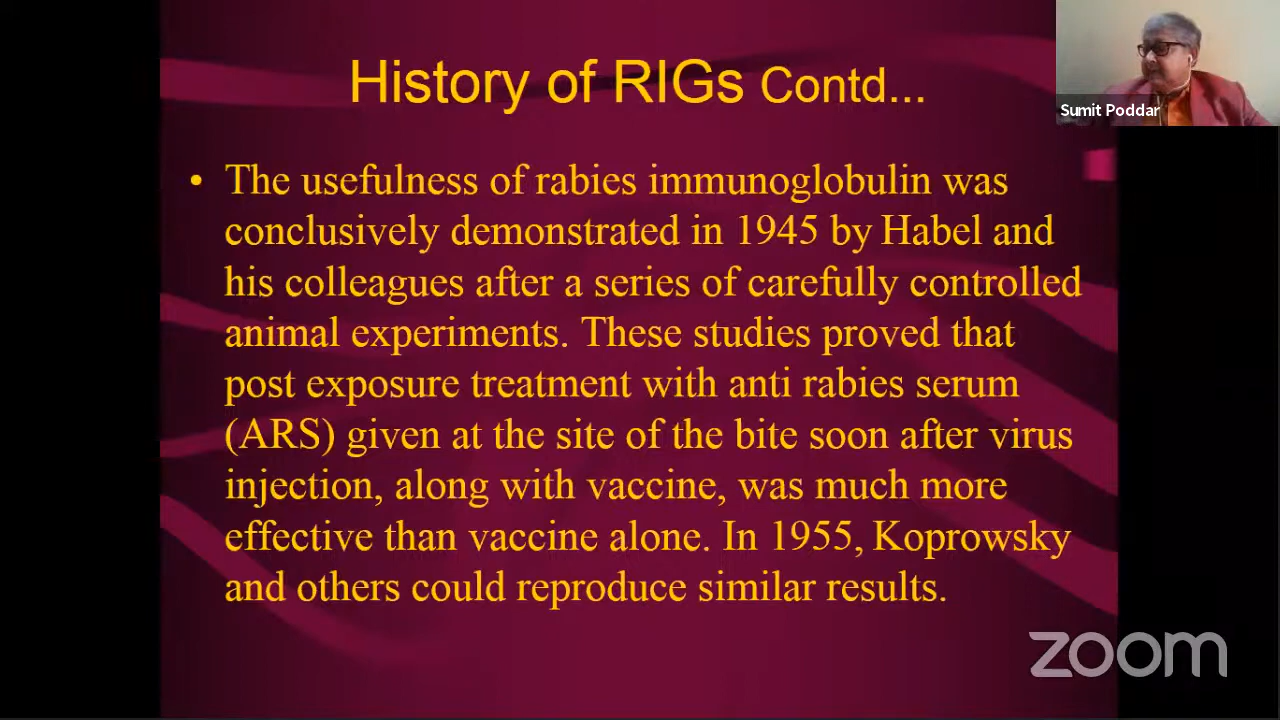 History of RIGs Contd...
Sumit Poddar
• The usefulness of rabies immunoglobulin was
conclusively demonstrated in 1945 by Habel and
his colleagues after a series of carefully controlled
animal experiments. These studies proved that
post exposure treatment with anti rabies serum
(ARS) given at the site of the bite soon after virus
injection, along with vaccine, was much more
effective than vaccine alone. In 1955, Koprowsky
and others could reproduce similar results.
zoom